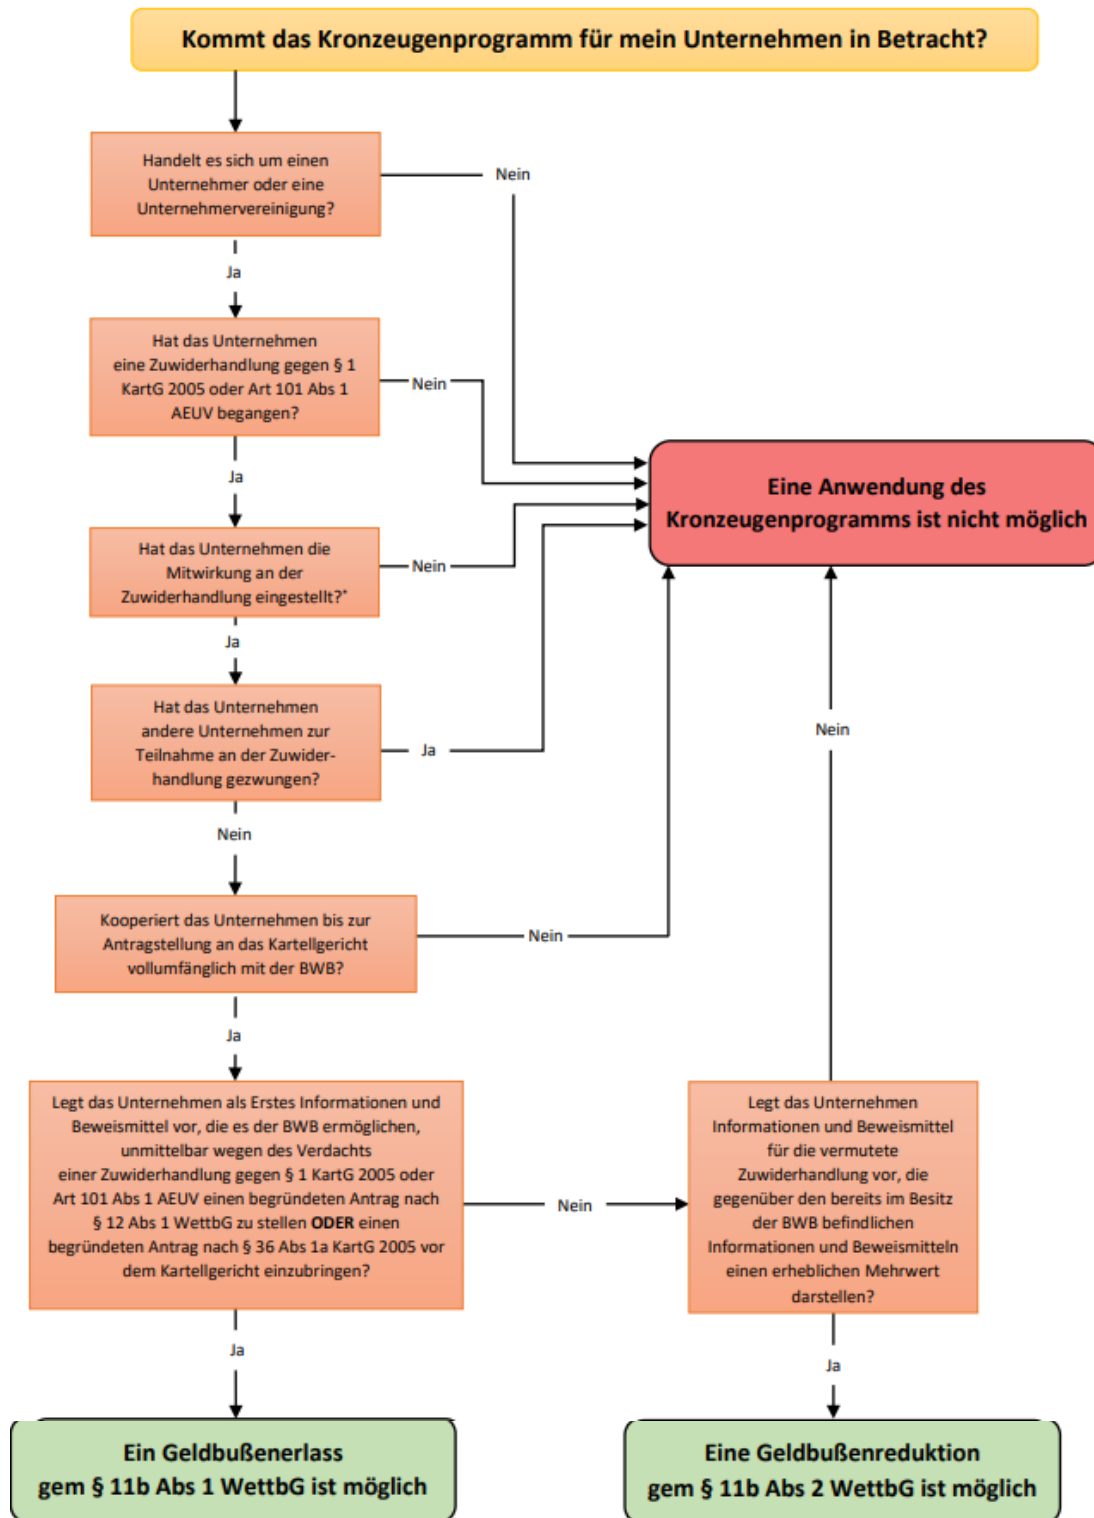 Kommt das Kronzeugenprogramm für mein Unternehmen in Betracht?
Handelt es sich um einen
Unternehmer oder eine
Unternehmervereinigung?
Nein
Ja
Hat das Unternehmen
eine Zuwiderhandlung gegen § 1
KartG 2005 oder Art 101 Abs 1
AEUV begangen?
Nein
Ja
Eine Anwendung des
Kronzeugenprogramms ist nicht möglich
Hat das Unternehmen die
Mitwirkung an der
Zuwiderhandlung eingestellt?*
Nein
Ja
Hat das Unternehmen
andere Unternehmen zur
Teilnahme an der Zuwider-
handlung gezwungen?
Ja
Nein
Nein
Kooperiert das Unternehmen bis zur
Antragstellung an das Kartellgericht
vollumfänglich mit der BWB?
Nein
Ja
Legt das Unternehmen als Erstes Informationen und
Beweismittel vor, die es der BWB ermöglichen,
unmittelbar wegen des Verdachts
einer Zuwiderhandlung gegen § 1 KartG 2005 oder
Art 101 Abs 1 AEUV einen begründeten Antrag nach
§ 12 Abs 1 WettbG zu stellen ODER einen
begründeten Antrag nach § 36 Abs 1a KartG 2005 vor
dem Kartellgericht einzubringen?
Nein
Legt das Unternehmen
Informationen und Beweismittel
für die vermutete
Zuwiderhandlung vor, die
gegenüber den bereits im Besitz
der BWB befindlichen
Informationen und Beweismitteln
einen erheblichen Mehrwert
darstellen?
Ja
Ja
Ein Geldbußenerlass
gem § 11b Abs 1 WettbG ist möglich
Eine Geldbußenreduktion
gem § 11b Abs 2 WettbG ist möglich